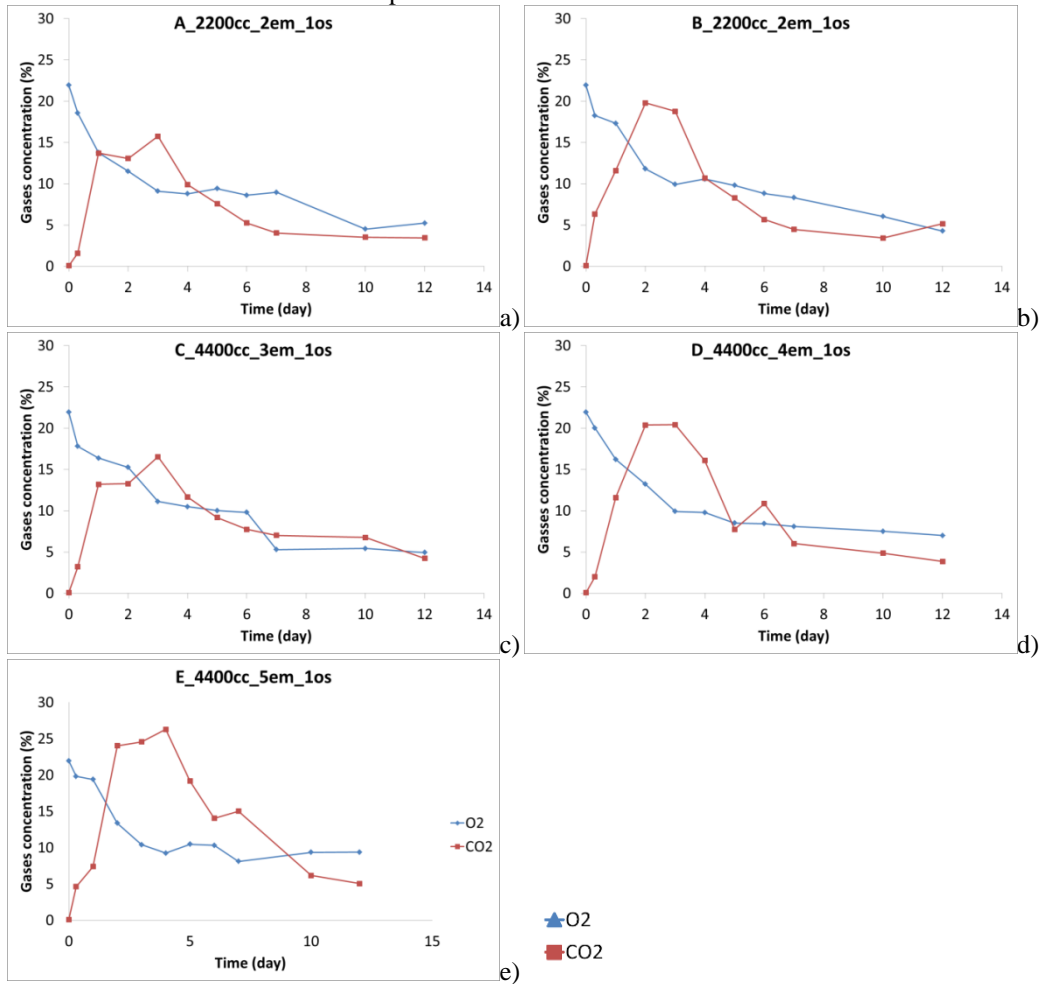 A_2200cc_2em_1os
Gases concentration (%)
30
25
20
15
10
5
0
0 2 4 6 8 10 12 14
Time (day)
a)
B_2200cc_2em_1os
Gases concentration (%)
30
25
20
15
10
5
0
0 2 4 6 8 10 12 14
Time (day)
b)
C_4400cc_3em_1os
Gasses concentration (%)
30
25
20
15
10
5
0
0 2 4 6 8 10 12 14
Time (day)
c)
D_4400cc_4em_1os
Gasses concentration (%)
30
25
20
15
10
5
0
0 2 4 6 8 10 12 14
Time (day)
d)
E_4400cc_5em_1os
Gasses concentration (%)
30
25
20
15
10
5
0
0 5 10 15
Time (day)
O2
CO2
e)
O2
CO2